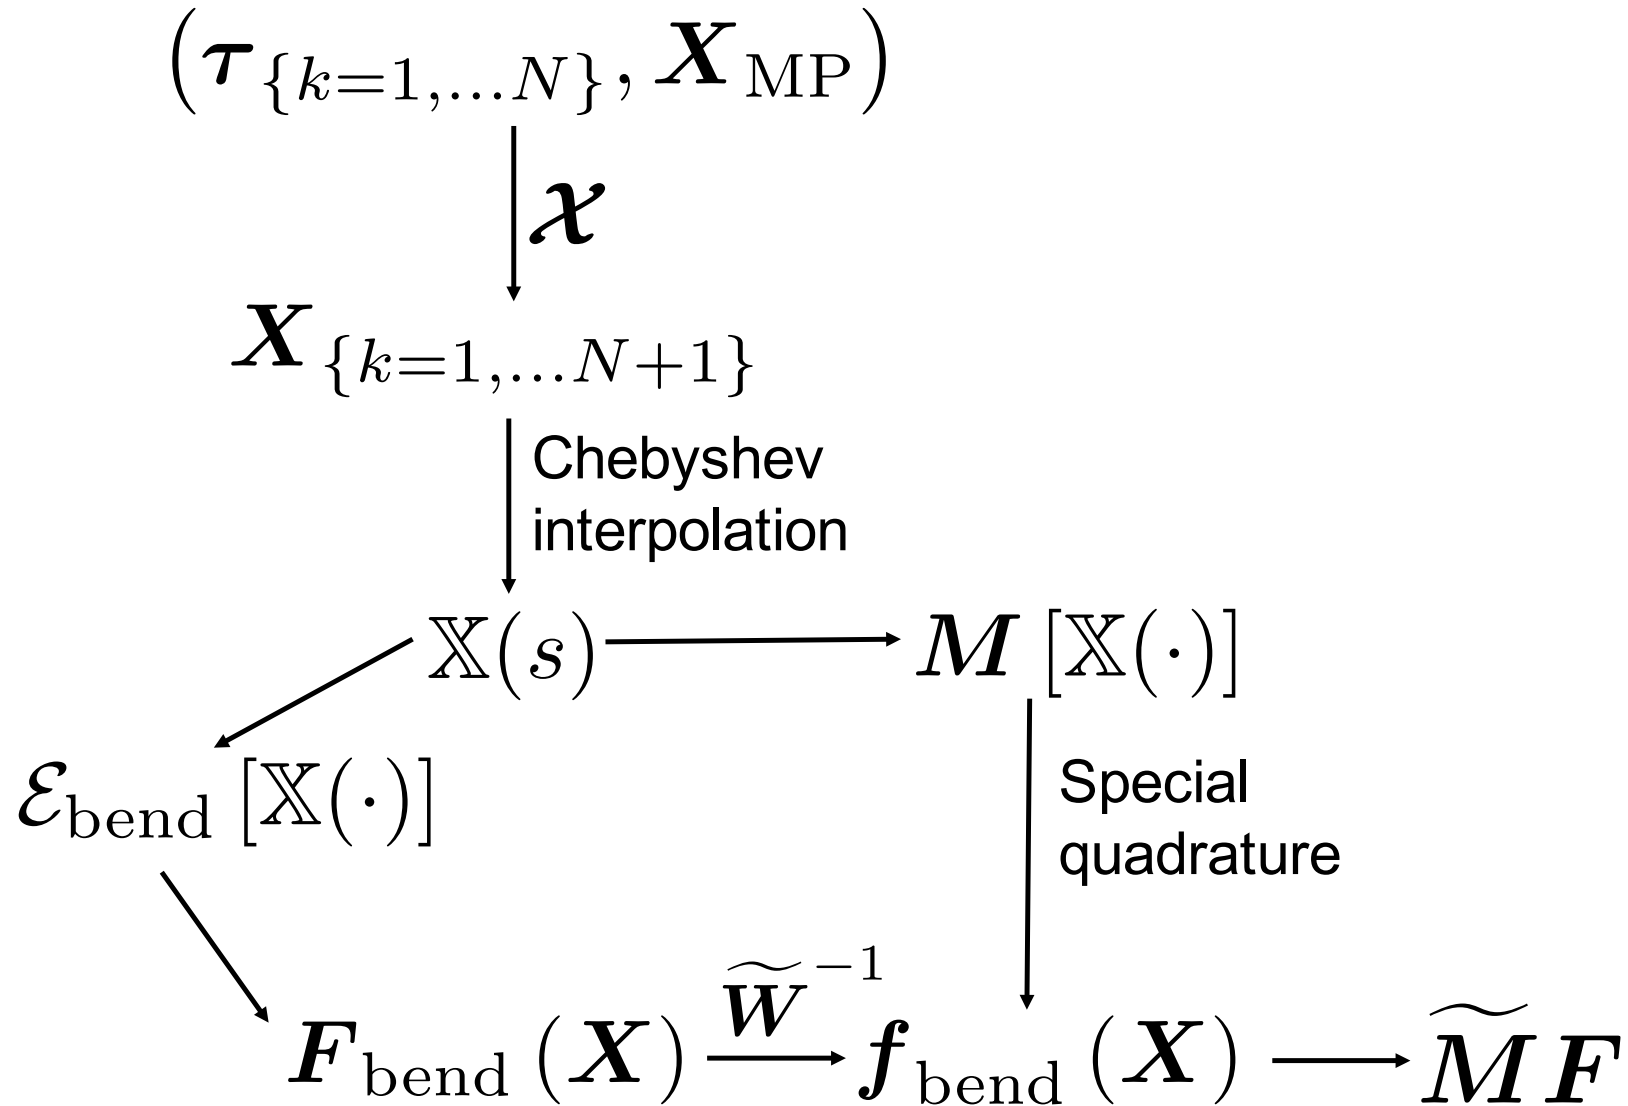 (τ_{k=1,...N}, X_MP)
𝓧
X_{k=1,...N+1}
Chebyshev
interpolation
𝕏(s)
M [𝕏(·)]
ℰ_bend [𝕏(·)]
Special
quadrature
W̃^{-1}
F_bend (X)
f_bend (X)
M̃F